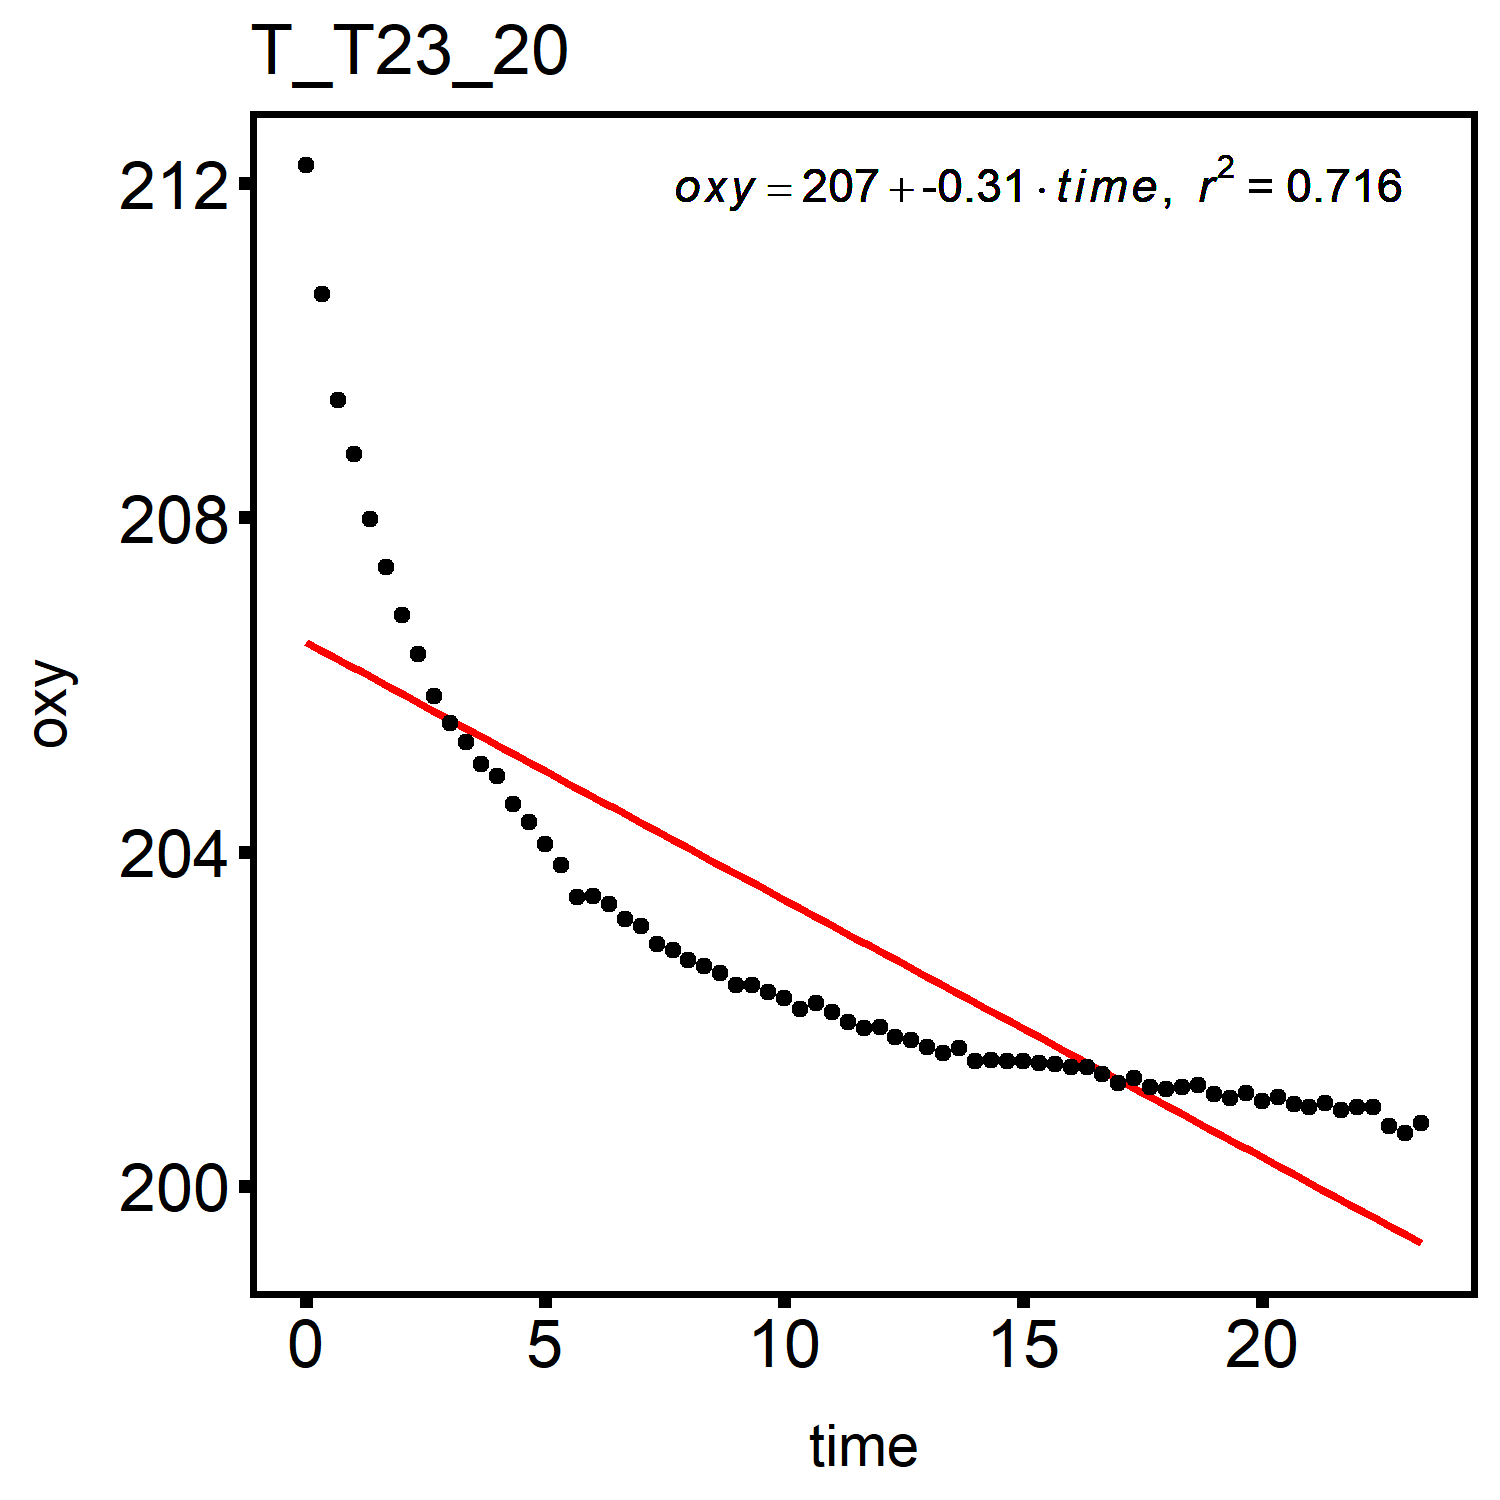 T_T23_20
oxy = 207 + -0.31 · time, r² = 0.716
212
208
204
200
oxy
0 5 10 15 20
time